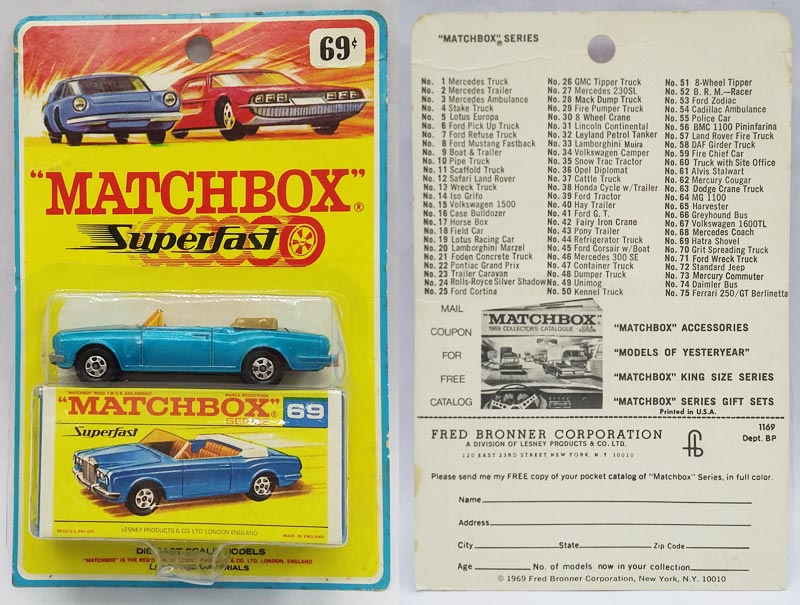 69¢
"MATCHBOX"®
Superfast
"MATCHBOX" REGD. T.M. U.S. AND ABROAD
MARCA REGISTRADA
"MATCHBOX"®
SERIES
69
Superfast
REGD U.S. PAT. OFF.
LESNEY PRODUCTS & CO. LTD. LONDON ENGLAND
MADE IN ENGLAND
DIE-CAST SCALE MODELS
"MATCHBOX" IS THE REG'D OF LESNEY PRODUCTS & CO. LTD. LONDON, ENGLAND
"MATCHBOX"® SERIES
No. 1 Mercedes Truck
No. 2 Mercedes Trailer
No. 3 Mercedes Ambulance
No. 4 Stake Truck
No. 5 Lotus Europa
No. 6 Ford Pick Up Truck
No. 7 Ford Refuse Truck
No. 8 Ford Mustang Fastback
No. 9 Boat & Trailer
No. 10 Pipe Truck
No. 11 Scaffold Truck
No. 12 Safari Land Rover
No. 13 Wreck Truck
No. 14 Iso Grifo
No. 15 Volkswagen 1500
No. 16 Case Bulldozer
No. 17 Horse Box
No. 18 Field Car
No. 19 Lotus Racing Car
No. 20 Lamborghini Marzel
No. 21 Foden Concrete Truck
No. 22 Pontiac Grand Prix
No. 23 Trailer Caravan
No. 24 Rolls-Royce Silver Shadow
No. 25 Ford Cortina
No. 26 GMC Tipper Truck
No. 27 Mercedes 230SL
No. 28 Mack Dump Truck
No. 29 Fire Pumper Truck
No. 30 8 Wheel Crane
No. 31 Lincoln Continental
No. 32 Leyland Petrol Tanker
No. 33 Lamborghini Muira
No. 34 Volkswagen Camper
No. 35 Snow Trac Tractor
No. 36 Opel Diplomat
No. 37 Cattle Truck
No. 38 Honda Cycle w/Trailer
No. 39 Ford Tractor
No. 40 Hay Trailer
No. 41 Ford G. T.
No. 42 Fairy Iron Crane
No. 43 Pony Trailer
No. 44 Refrigerator Truck
No. 45 Ford Corsair w/Boat
No. 46 Mercedes 300 SE
No. 47 Container Truck
No. 48 Dumper Truck
No. 49 Unimog
No. 50 Kennel Truck
No. 51 8-Wheel Tipper
No. 52 B. R. M.—Racer
No. 53 Ford Zodiac
No. 54 Cadillac Ambulance
No. 55 Police Car
No. 56 BMC 1100 Pininfarina
No. 57 Land Rover Fire Truck
No. 58 DAF Girder Truck
No. 59 Fire Chief Car
No. 60 Truck with Site Office
No. 61 Alvis Stalwart
No. 62 Mercury Cougar
No. 63 Dodge Crane Truck
No. 64 MG 1100
No. 65 Harvester
No. 66 Greyhound Bus
No. 67 Volkswagen 1600TL
No. 68 Mercedes Coach
No. 69 Hatra Shovel
No. 70 Grit Spreading Truck
No. 71 Ford Wreck Truck
No. 72 Standard Jeep
No. 73 Mercury Commuter
No. 74 Daimler Bus
No. 75 Ferrari 250/GT Berlinetta
MAIL
COUPON
FOR
FREE
CATALOG
MATCHBOX
1969 COLLECTORS CATALOGUE
U.S.A. EDITION
"MATCHBOX" ACCESSORIES
"MODELS OF YESTERYEAR"
"MATCHBOX" KING SIZE SERIES
"MATCHBOX" SERIES GIFT SETS
Printed in U.S.A.
FRED BRONNER CORPORATION
A DIVISION OF LESNEY PRODUCTS & CO. LTD.
120 EAST 23RD STREET, NEW YORK, N. Y. 10010
fb
1169
Dept. BP
Please send me my FREE copy of your pocket catalog of "Matchbox" Series, in full color.
Name
Address
City State Zip Code
Age No. of models now in your collection
© 1969 Fred Bronner Corporation, New York, N.Y. 10010